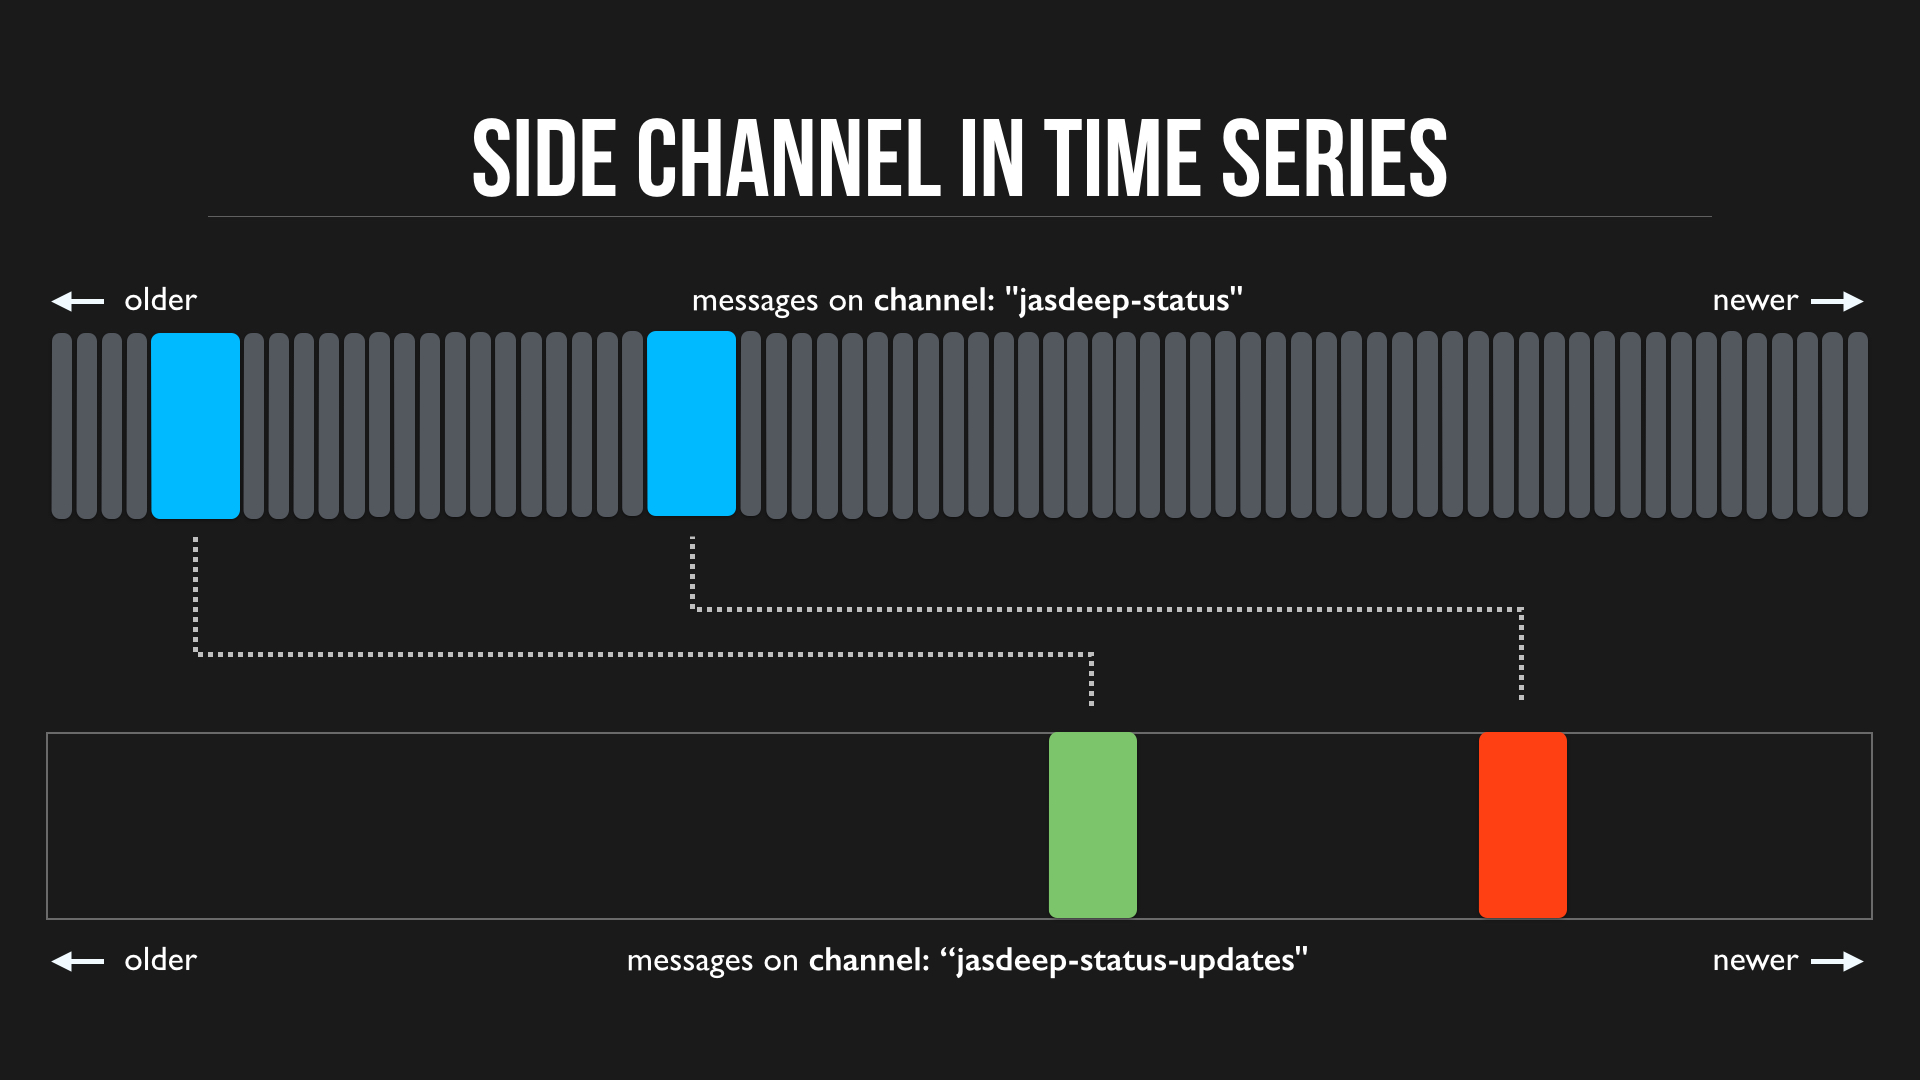 SIDE CHANNEL IN TIME SERIES
older
messages on channel: "jasdeep-status"
newer
older
messages on channel: “jasdeep-status-updates"
newer